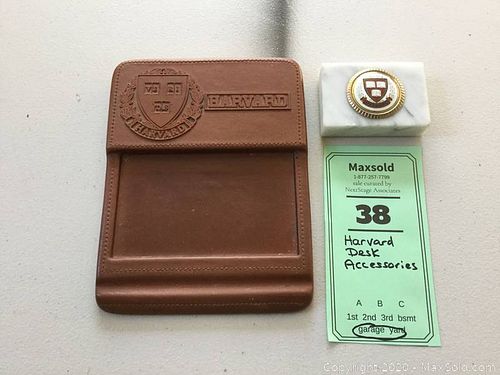 VE RI
TAS
HARVARD
HARVARD
Maxsold
1-877-257-7799
sale curated by
NextStage Associates
38
Harvard
Desk
Accessories
A B C
1st 2nd 3rd bsmt
garage yard
Copyright 2020 - MaxSold.com